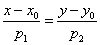 (x − x₀)/p₁ = (y − y₀)/p₂